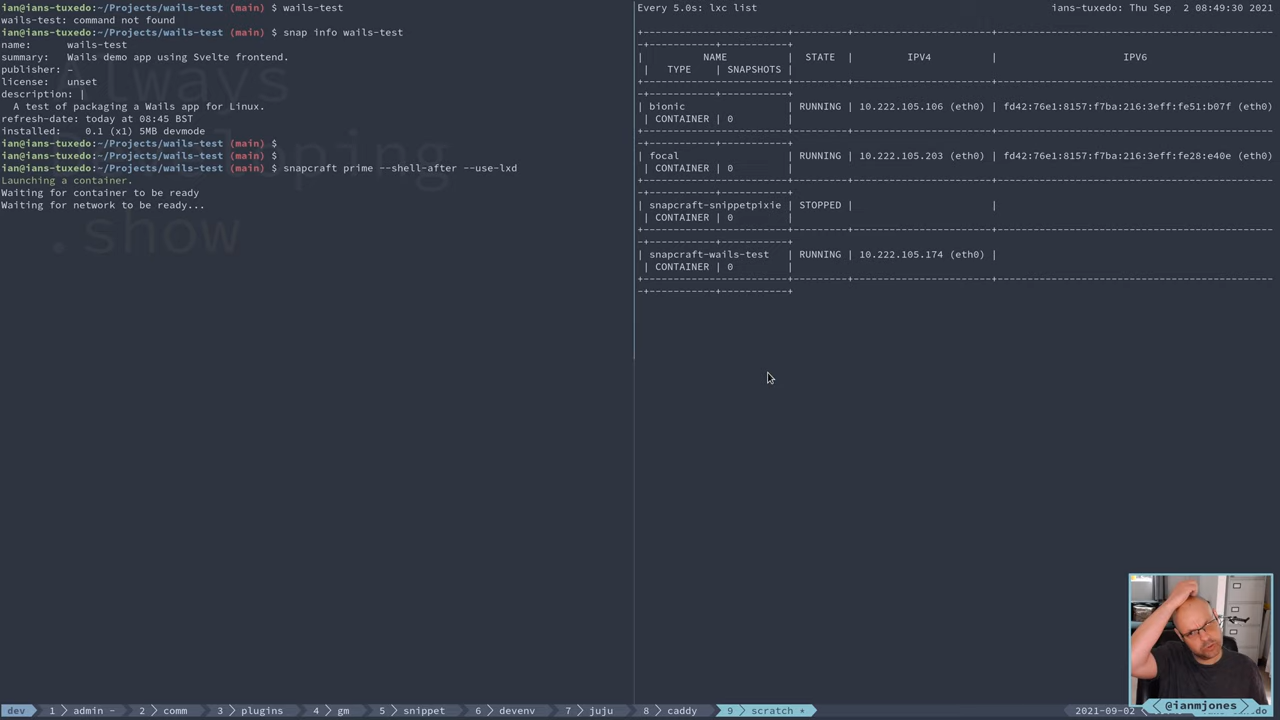 ian@ians-tuxedo:~/Projects/wails-test (main) $ wails-test
wails-test: command not found
ian@ians-tuxedo:~/Projects/wails-test (main) $ snap info wails-test
name:      wails-test
summary:   Wails demo app using Svelte frontend.
publisher: –
license:   unset
description: |
  A test of packaging a Wails app for Linux.
refresh-date: today at 08:45 BST
installed:    0.1 (x1) 5MB devmode
ian@ians-tuxedo:~/Projects/wails-test (main) $
ian@ians-tuxedo:~/Projects/wails-test (main) $
ian@ians-tuxedo:~/Projects/wails-test (main) $ snapcraft prime --shell-after --use-lxd
Launching a container.
Waiting for container to be ready
Waiting for network to be ready...
Always
Developing
.show
Every 5.0s: lxc list ians-tuxedo: Thu Sep  2 08:49:30 2021
| NAME | STATE | IPV4 | IPV6
| TYPE | SNAPSHOTS |
| bionic | RUNNING | 10.222.105.106 (eth0) | fd42:76e1:8157:f7ba:216:3eff:fe51:b07f (eth0)
| CONTAINER | 0 |
| focal | RUNNING | 10.222.105.203 (eth0) | fd42:76e1:8157:f7ba:216:3eff:fe28:e40e (eth0)
| CONTAINER | 0 |
| snapcraft-snippetpixie | STOPPED | |
| CONTAINER | 0 |
| snapcraft-wails-test | RUNNING | 10.222.105.174 (eth0) |
| CONTAINER | 0 |
dev 1 admin - 2 comm 3 plugins 4 gm 5 snippet 6 devenv 7 juju 8 caddy 9 scratch * 2021-09-02
@ianmjones